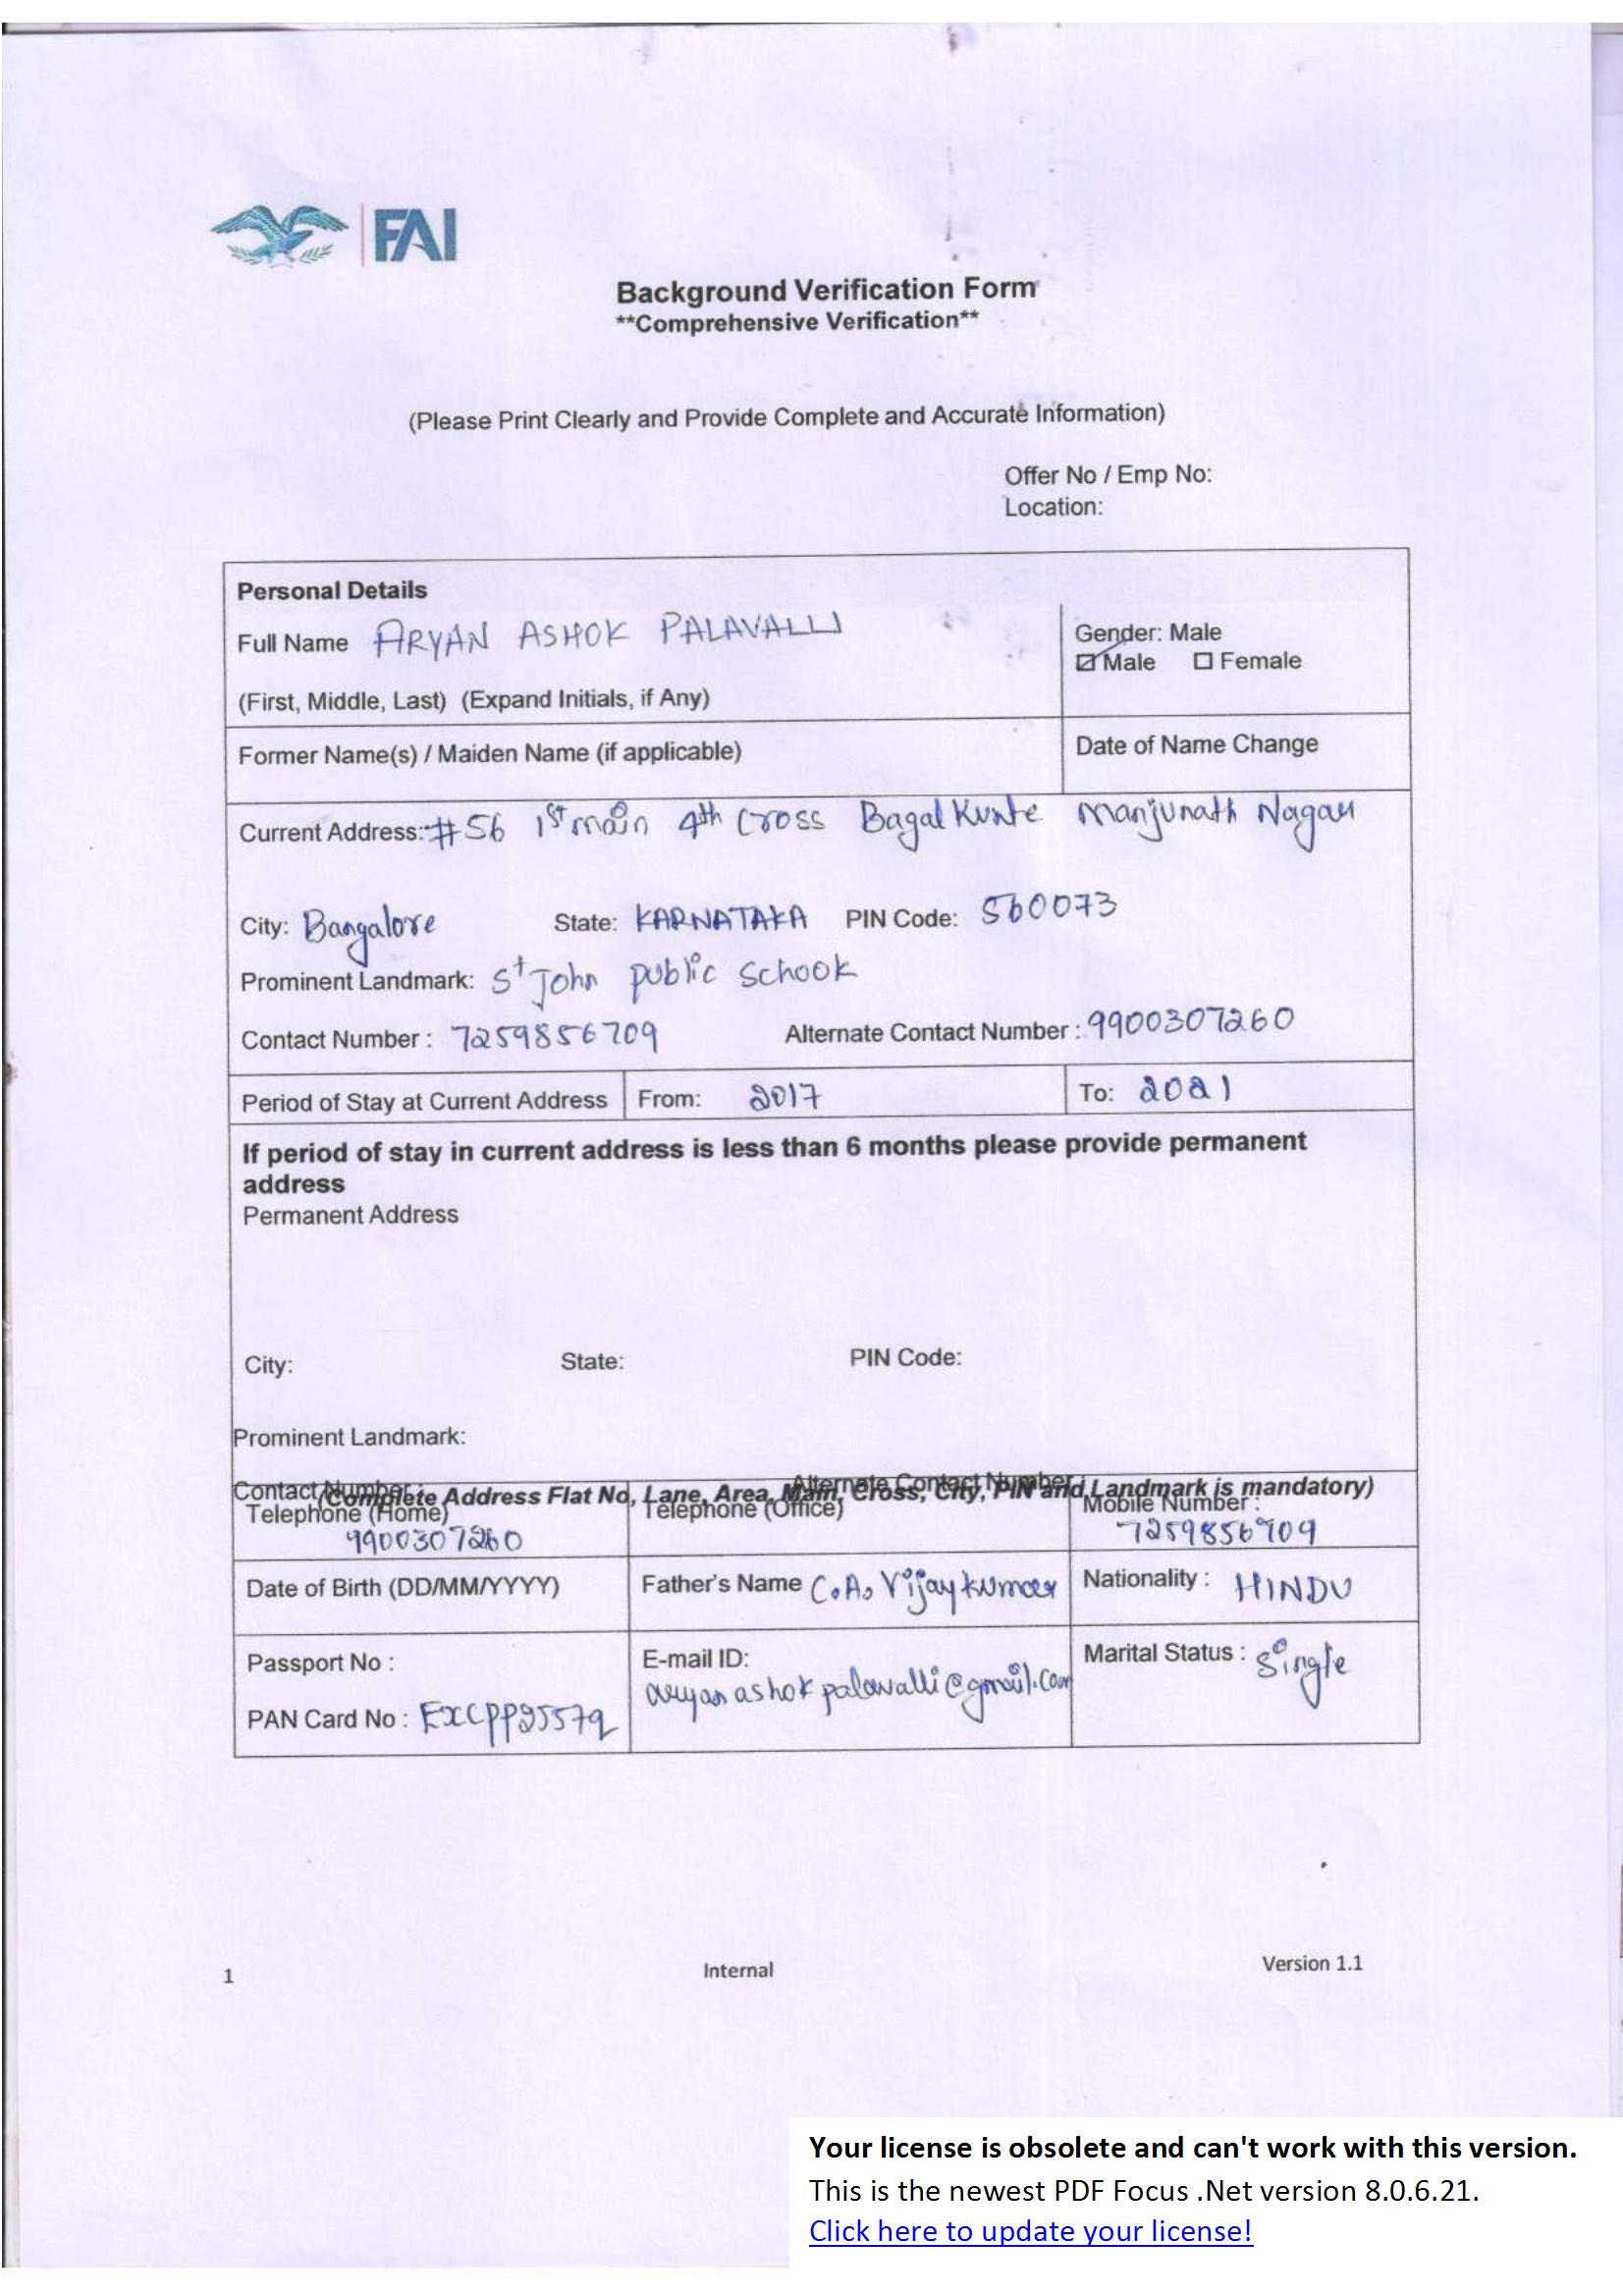 FAI
Background Verification Form
**Comprehensive Verification**
(Please Print Clearly and Provide Complete and Accurate Information)
Offer No / Emp No:
Location:
Personal Details
Full Name ARYAN ASHOK PALAVALLI
Gender: Male
☑ Male ☐ Female
(First, Middle, Last) (Expand Initials, if Any)
Former Name(s) / Maiden Name (if applicable)
Date of Name Change
Current Address: #56 1st main 4th Cross Bagal Kunte Manjunath Nagar
City: Bangalore State: KARNATAKA PIN Code: 560073
Prominent Landmark: St John public schook
Contact Number : 7259856709 Alternate Contact Number : 9900307260
Period of Stay at Current Address From: 2017 To: 2021
If period of stay in current address is less than 6 months please provide permanent
address
Permanent Address
City: State: PIN Code:
Prominent Landmark:
Contact Number : Alternate Contact Number :
(Complete Address Flat No, Lane, Area, Main, Cross, City, PIN and Landmark is mandatory)
Telephone (Home) Telephone (Office) Mobile Number :
9900307260 7259856709
Date of Birth (DD/MM/YYYY) Father's Name C.A. Vijaykumar Nationality : HINDU
Passport No : E-mail ID: Marital Status : Single
aryanashokpalavalli@gmail.com
PAN Card No : EXCPP2557q
1 Internal Version 1.1
Your license is obsolete and can't work with this version.
This is the newest PDF Focus .Net version 8.0.6.21.
Click here to update your license!